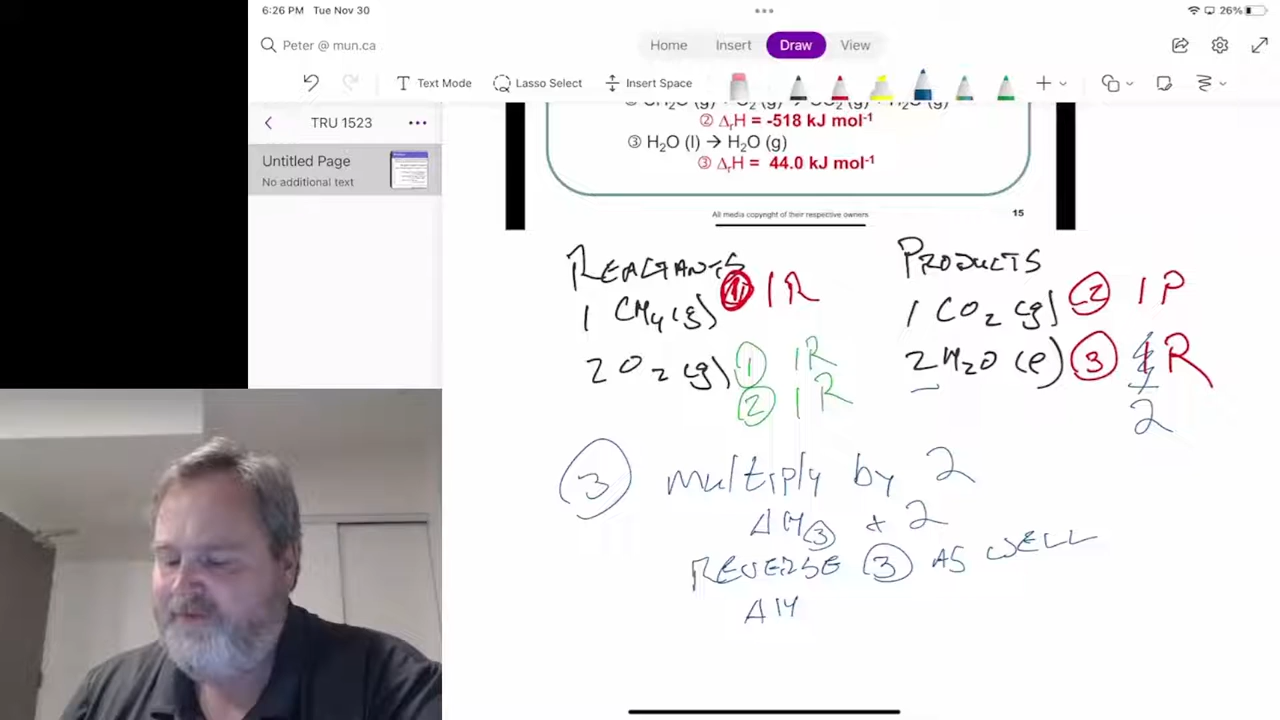 6:26 PM Tue Nov 30
26%
Peter @ mun.ca
Home Insert Draw View
Text Mode Lasso Select Insert Space
TRU 1523
Untitled Page
No additional text
② ΔrH = -518 kJ mol-1
③ H2O (l) → H2O (g)
③ ΔrH = 44.0 kJ mol-1
All media copyright of their respective owners
15
REACTANTS
1 CH4 (g) ① 1R
2 O2 (g) ① 1R
② 1R
PRODUCTS
1 CO2 (g) ② 1P
2 H2O (l) ③ 1R
2
③ multiply by 2
ΔH③ * 2
REVERSE ③ AS WELL
ΔH